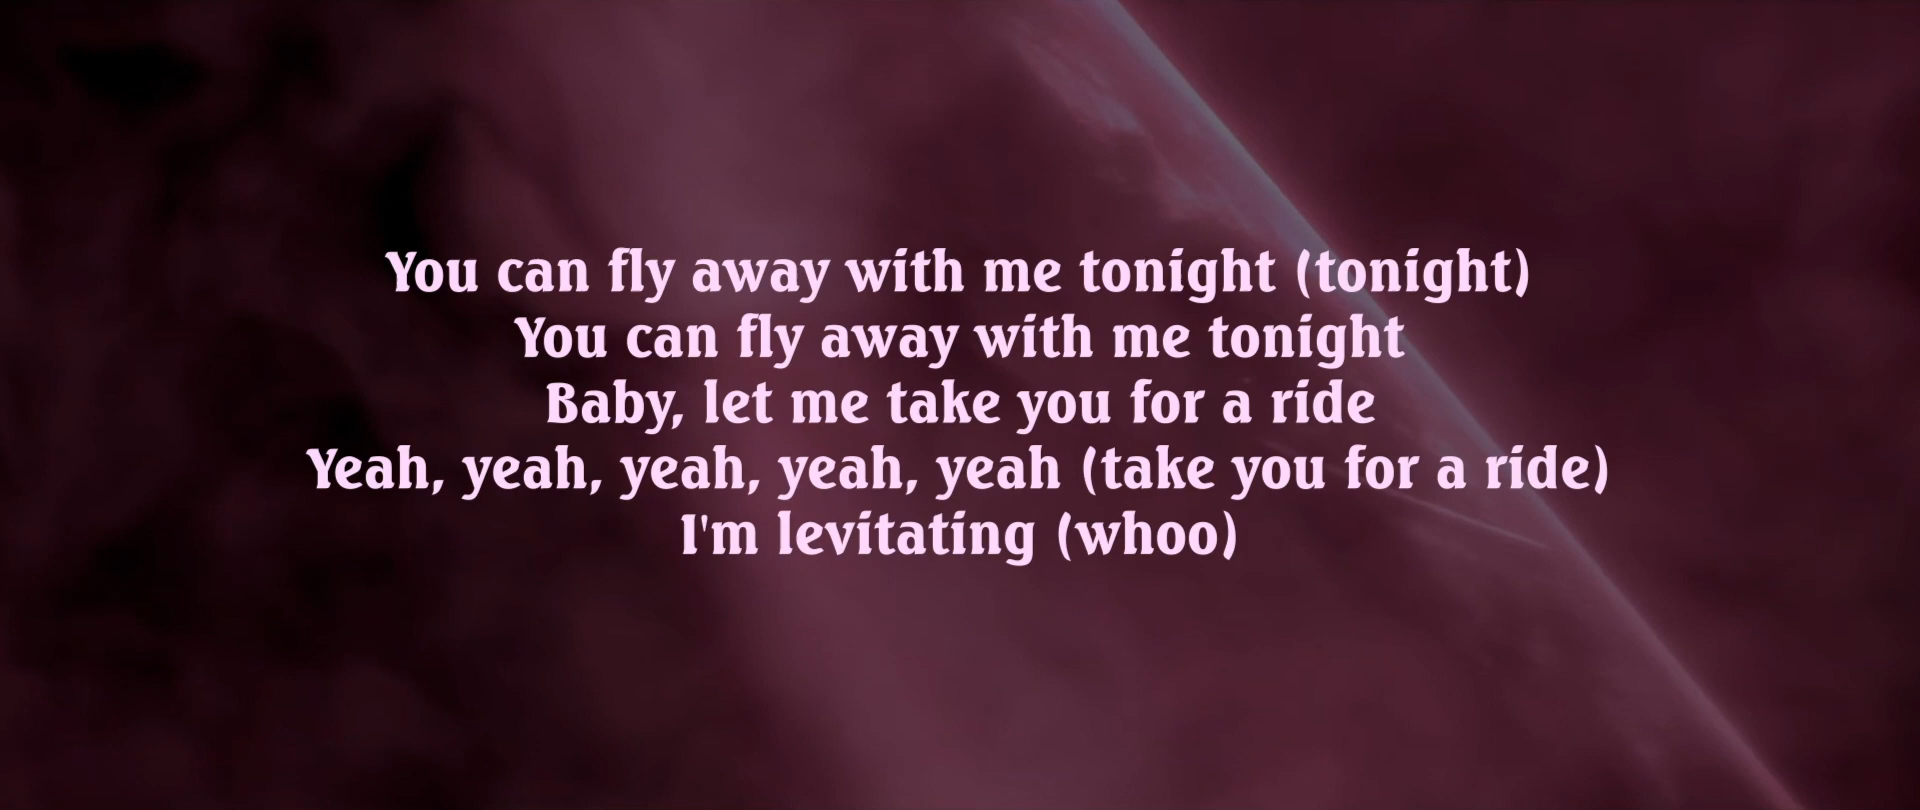 You can fly away with me tonight (tonight)
You can fly away with me tonight
Baby, let me take you for a ride
Yeah, yeah, yeah, yeah, yeah (take you for a ride)
I'm levitating (whoo)